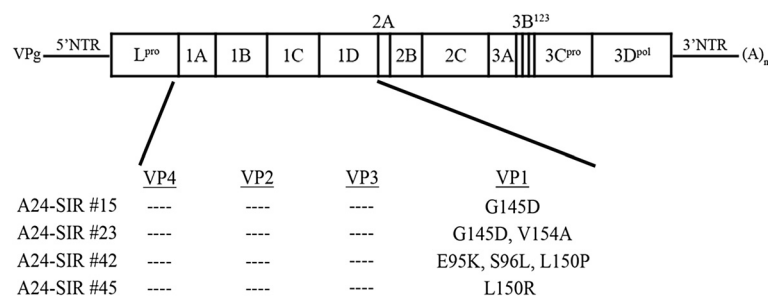 2A 3B¹²³
VPg 5'NTR Lᵖʳᵒ 1A 1B 1C 1D 2B 2C 3A 3Cᵖʳᵒ 3Dᵖᵒˡ 3'NTR (A)ₙ
VP4 VP2 VP3 VP1
A24-SIR #15 ---- ---- ---- G145D
A24-SIR #23 ---- ---- ---- G145D, V154A
A24-SIR #42 ---- ---- ---- E95K, S96L, L150P
A24-SIR #45 ---- ---- ---- L150R